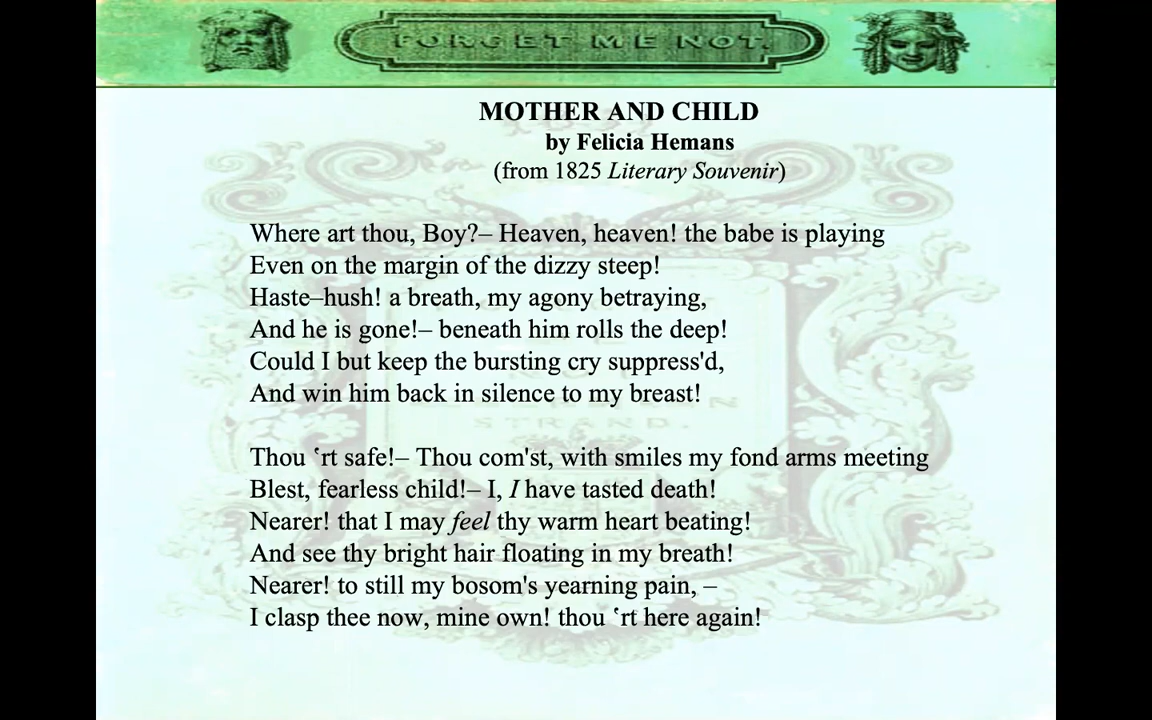 FORGET ME NOT.
MOTHER AND CHILD
by Felicia Hemans
(from 1825 Literary Souvenir)
Where art thou, Boy?– Heaven, heaven! the babe is playing
Even on the margin of the dizzy steep!
Haste–hush! a breath, my agony betraying,
And he is gone!– beneath him rolls the deep!
Could I but keep the bursting cry suppress'd,
And win him back in silence to my breast!
Thou ‛rt safe!– Thou com'st, with smiles my fond arms meeting
Blest, fearless child!– I, I have tasted death!
Nearer! that I may feel thy warm heart beating!
And see thy bright hair floating in my breath!
Nearer! to still my bosom's yearning pain, –
I clasp thee now, mine own! thou ‛rt here again!
STRAND.